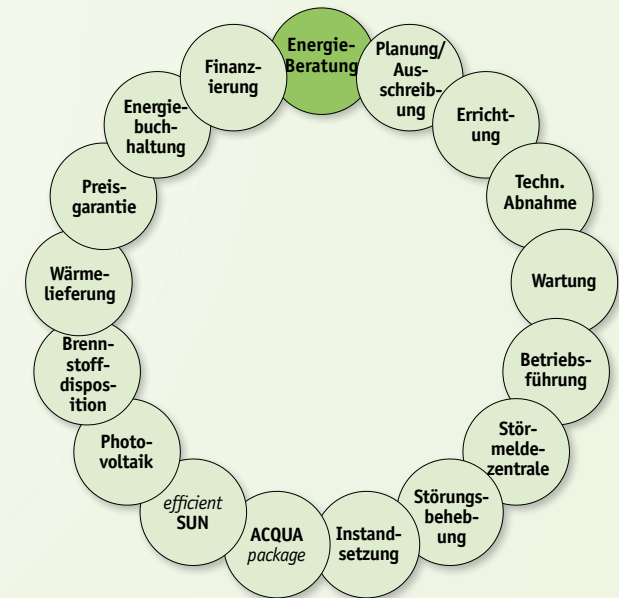 Energie-
Beratung
Planung/
Aus-
schreib-
ung
Erricht-
ung
Techn.
Abnahme
Wartung
Betriebs-
führung
Stör-
melde-
zentrale
Störungs-
beheb-
ung
Instand-
setzung
ACQUA
package
efficient
SUN
Photo-
voltaik
Brenn-
stoff-
dispos-
ition
Wärme-
lieferung
Preis-
garantie
Energie-
buch-
haltung
Finanz-
ierung